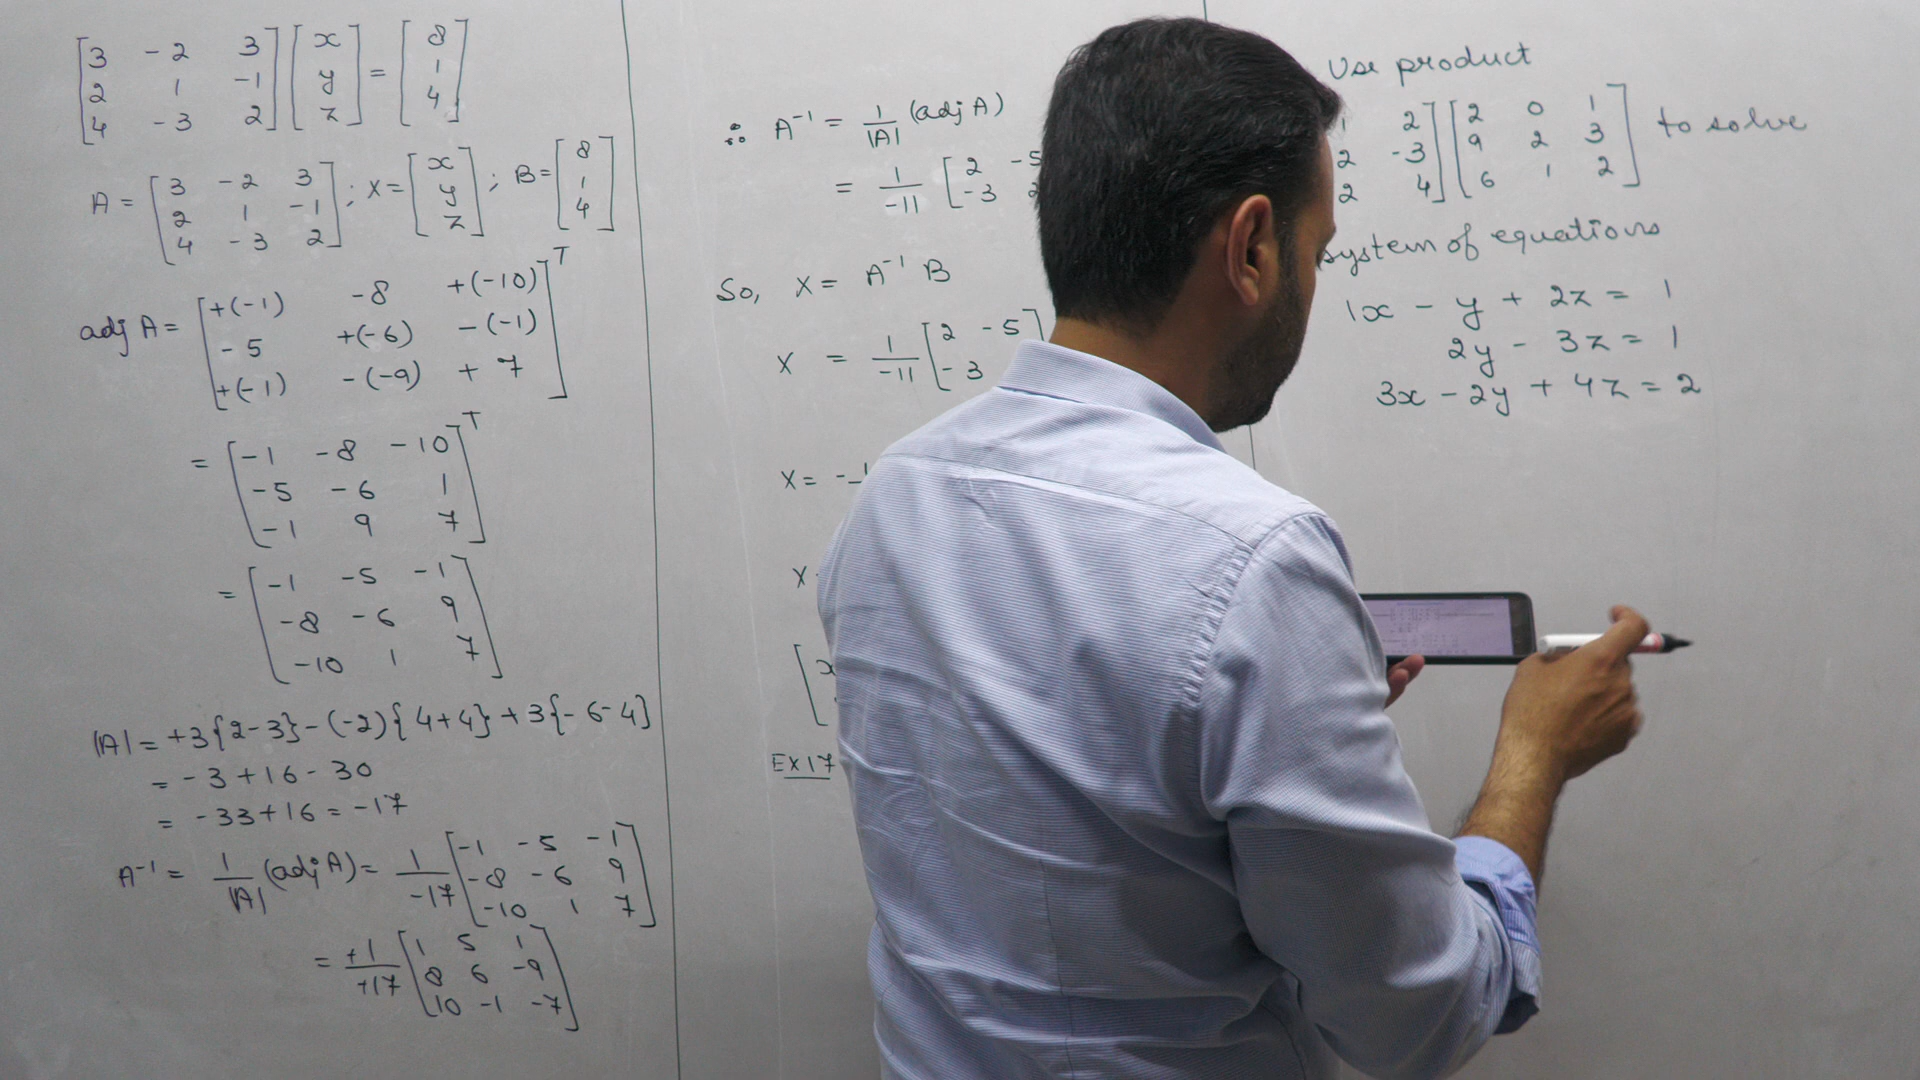 [3 -2 3] [x] = [8]
[2 1 -1] [y] [1]
[4 -3 2] [z] [4]
A = [3 -2 3] ; X = [x] ; B = [8]
[2 1 -1] [y] [1]
[4 -3 2] [z] [4]
adj A = [+(-1) -8 +(-10)]ᵀ
[-5 +(-6) -(-1)]
[+(-1) -(-9) +7]
= [-1 -8 -10]ᵀ
[-5 -6 1]
[-1 9 7]
= [-1 -5 -1]
[-8 -6 9]
[-10 1 7]
|A| = +3{2-3}-(-2){4+4}+3{-6-4}
= -3+16-30
= -33+16 = -17
A⁻¹ = 1/|A| (adj A) = 1/-17 [-1 -5 -1]
[-8 -6 9]
[-10 1 7]
= +1/+17 [1 5 1]
[8 6 -9]
[10 -1 -7]
∴ A⁻¹ = 1/|A| (adj A)
= 1/-11 [2 -5
[-3
So, X = A⁻¹ B
X = 1/-11 [2 -5]
[-3
X = -1
X
[x
Ex 17
Use product
2] [2 0 1] to solve
2 -3] [9 2 3]
2 4] [6 1 2]
system of equations
1x - y + 2z = 1
2y - 3z = 1
3x - 2y + 4z = 2